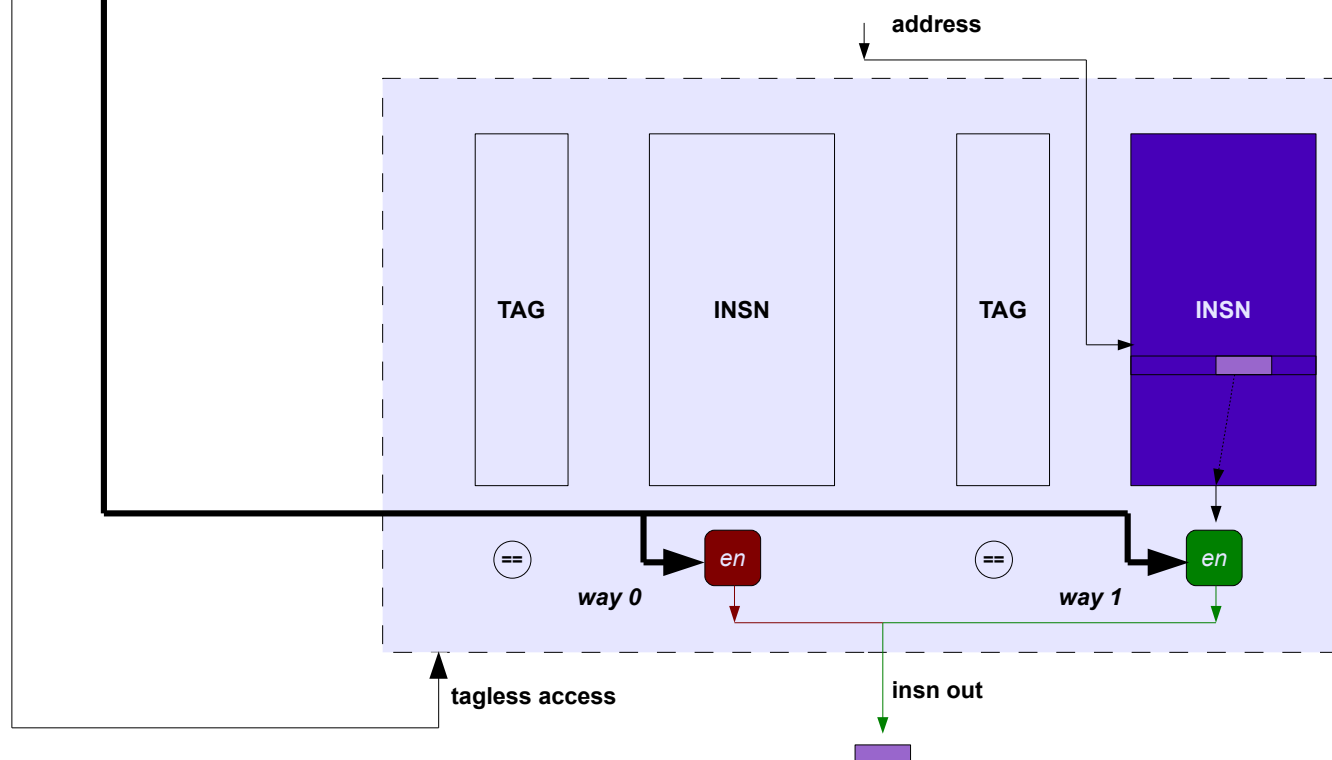 address
TAG
INSN
TAG
INSN
==
en
==
en
way 0
way 1
tagless access
insn out